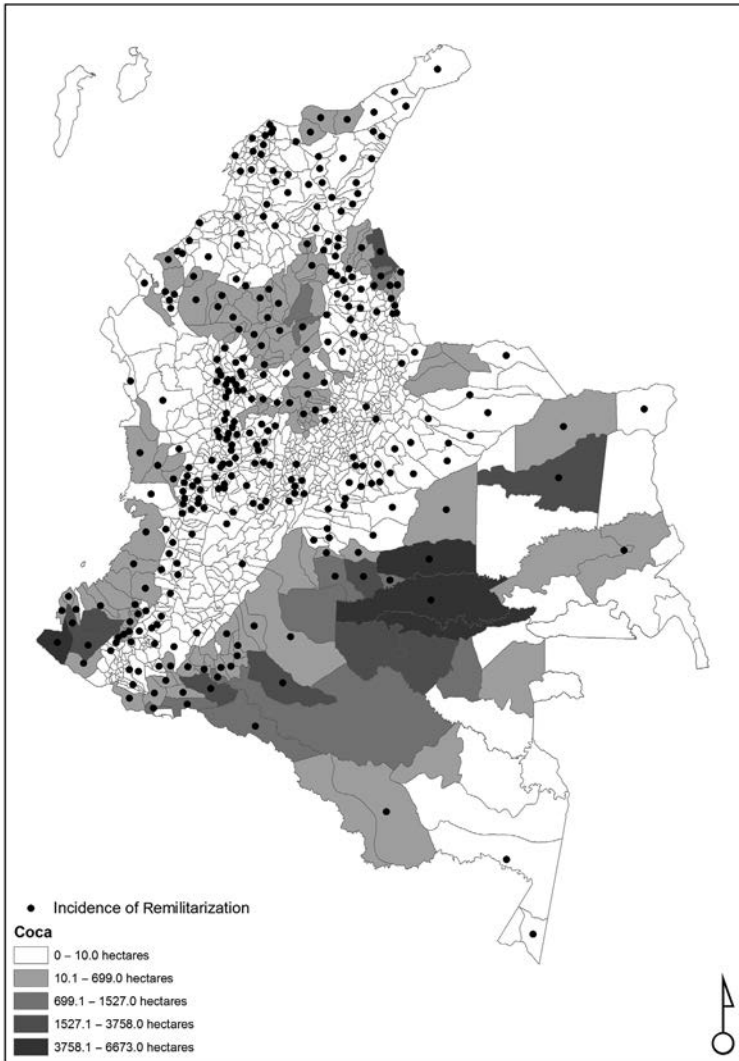 Incidence of Remilitarization
Coca
0 – 10.0 hectares
10.1 – 699.0 hectares
699.1 – 1527.0 hectares
1527.1 – 3758.0 hectares
3758.1 – 6673.0 hectares